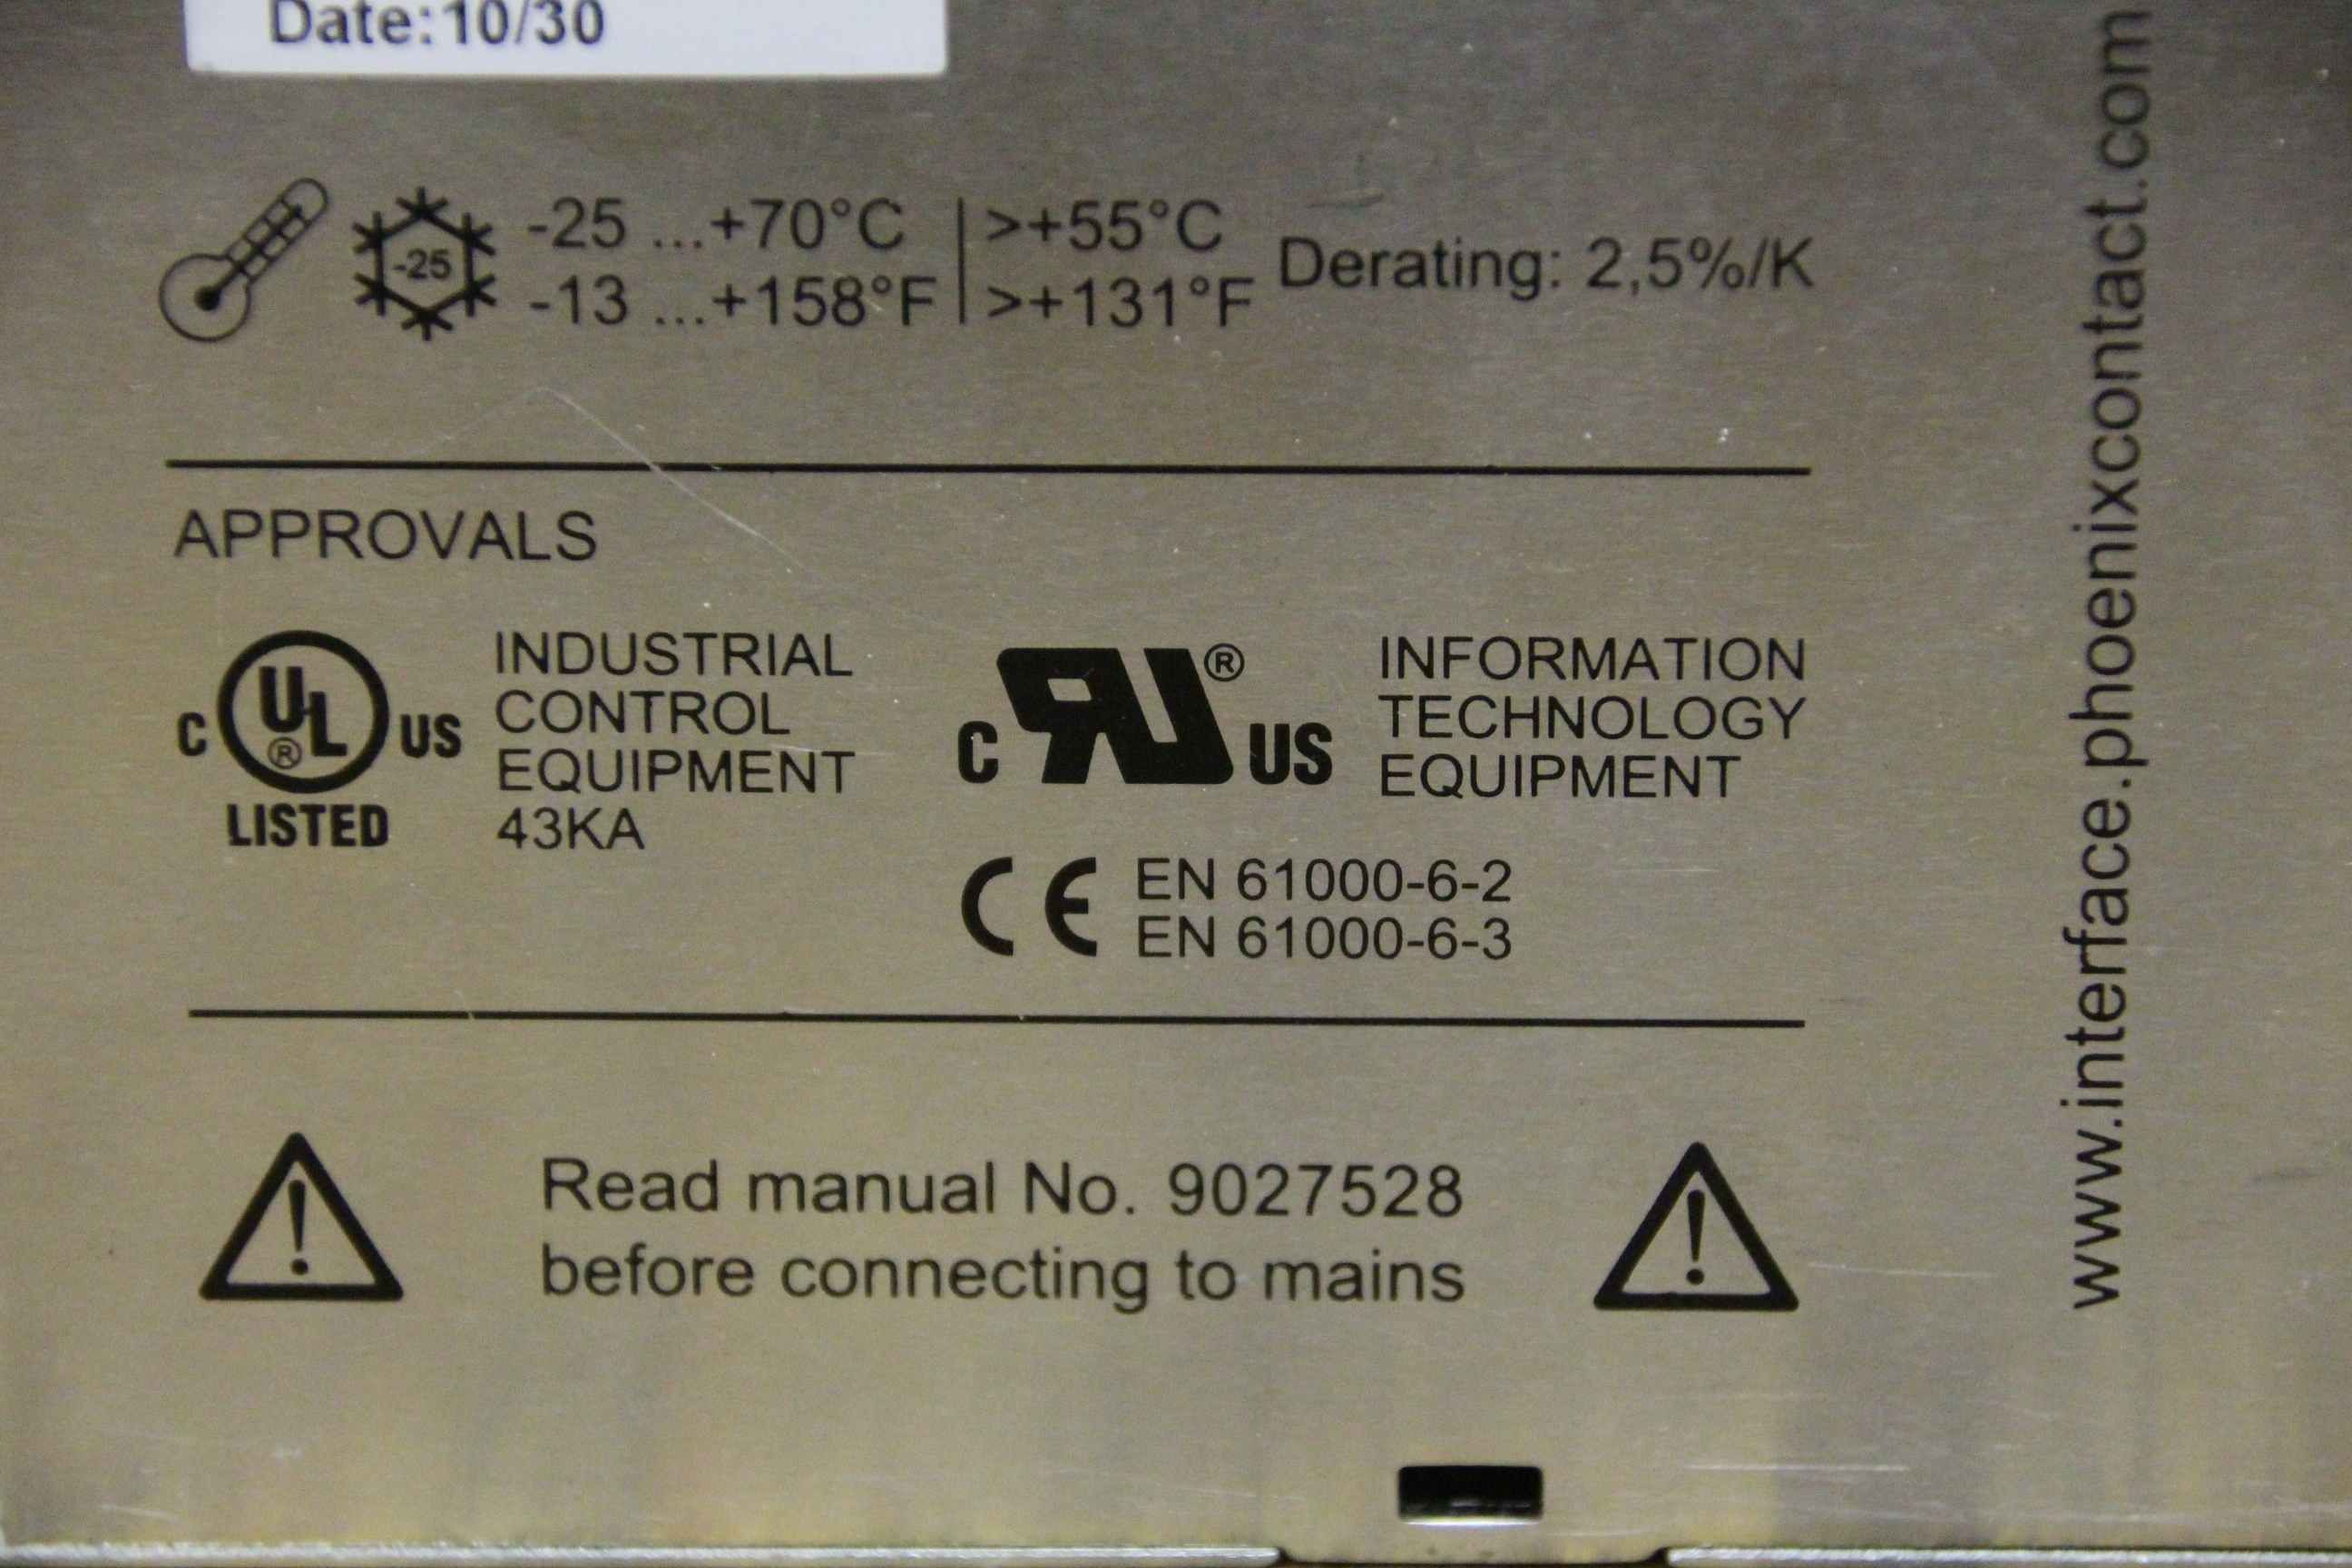 Date:10/30
-25 -25 ...+70°C >+55°C
-13 ...+158°F >+131°F
Derating: 2,5%/K
APPROVALS
C UL® US
LISTED
INDUSTRIAL
CONTROL
EQUIPMENT
43KA
C RU® US
INFORMATION
TECHNOLOGY
EQUIPMENT
CE
EN 61000-6-2
EN 61000-6-3
Read manual No. 9027528
before connecting to mains
www.interface.phoenixcontact.com